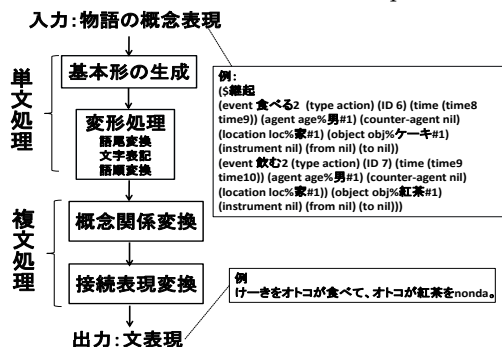 入力:物語の概念表現
単文処理
基本形の生成
変形処理
語尾変換
文字表記
語順変換
複文処理
概念関係変換
接続表現変換
出力:文表現
例:
($継起
(event 食べる2 (type action) (ID 6) (time (time8
time9)) (agent age%男#1) (counter-agent nil)
(location loc%家#1) (object obj%ケーキ#1)
(instrument nil) (from nil) (to nil))
(event 飲む2 (type action) (ID 7) (time (time9
time10)) (agent age%男#1) (counter-agent nil)
(location loc%家#1)) (object obj%紅茶#1)
(instrument nil) (from nil) (to nil)))
例
けーきをオトコが食べて、オトコが紅茶をnonda。